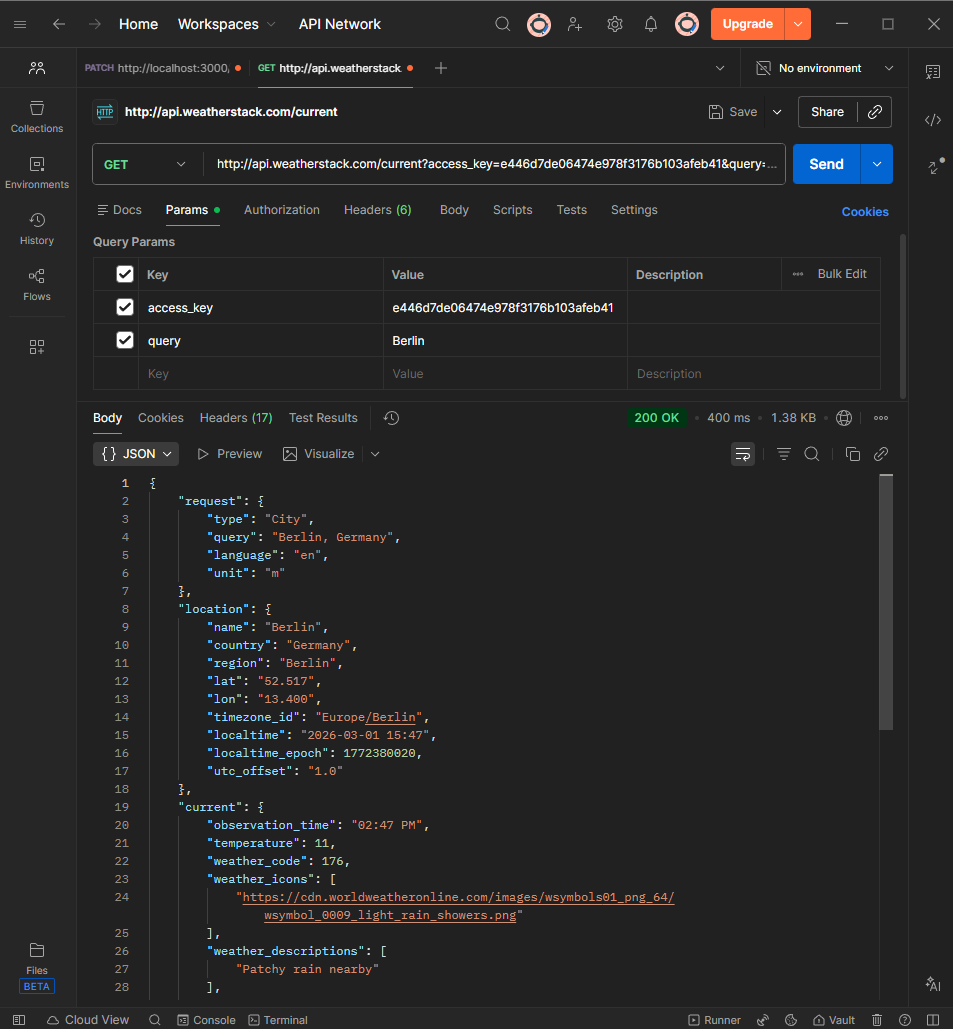 Home Workspaces API Network Upgrade
PATCH http://localhost:3000, GET http://api.weatherstack No environment
HTTP http://api.weatherstack.com/current Save Share
Collections
Environments
History
Flows
GET http://api.weatherstack.com/current?access_key=e446d7de06474e978f3176b103afeb41&query=... Send
Docs Params Authorization Headers (6) Body Scripts Tests Settings Cookies
Query Params
Key Value Description Bulk Edit
access_key e446d7de06474e978f3176b103afeb41
query Berlin
Key Value Description
Body Cookies Headers (17) Test Results 200 OK 400 ms 1.38 KB
{} JSON Preview Visualize
1 {
2 "request": {
3 "type": "City",
4 "query": "Berlin, Germany",
5 "language": "en",
6 "unit": "m"
7 },
8 "location": {
9 "name": "Berlin",
10 "country": "Germany",
11 "region": "Berlin",
12 "lat": "52.517",
13 "lon": "13.400",
14 "timezone_id": "Europe/Berlin",
15 "localtime": "2026-03-01 15:47",
16 "localtime_epoch": 1772380020,
17 "utc_offset": "1.0"
18 },
19 "current": {
20 "observation_time": "02:47 PM",
21 "temperature": 11,
22 "weather_code": 176,
23 "weather_icons": [
24 "https://cdn.worldweatheronline.com/images/wsymbols01_png_64/
wsymbol_0009_light_rain_showers.png"
25 ],
26 "weather_descriptions": [
27 "Patchy rain nearby"
28 ],
Files
BETA
AI
Cloud View Console Terminal Runner Vault